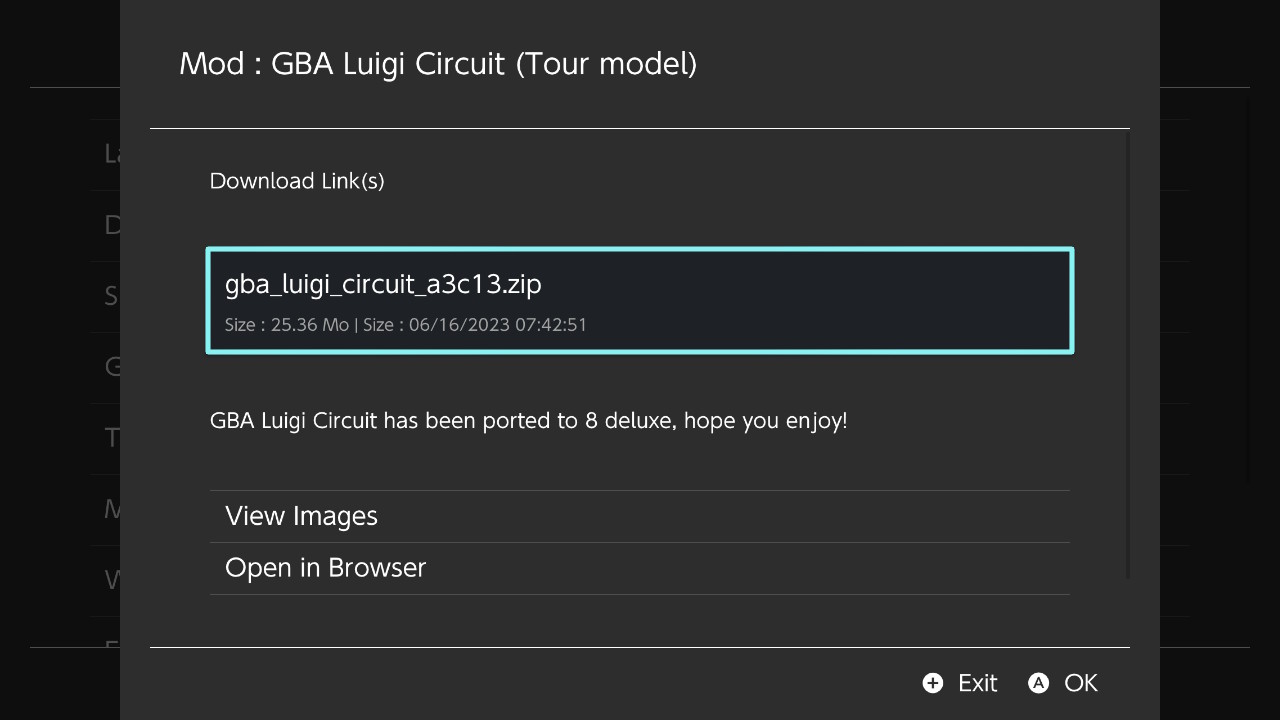 Mod : GBA Luigi Circuit (Tour model)
Download Link(s)
gba_luigi_circuit_a3c13.zip
Size : 25.36 Mo | Size : 06/16/2023 07:42:51
GBA Luigi Circuit has been ported to 8 deluxe, hope you enjoy!
View Images
Open in Browser
+ Exit A OK